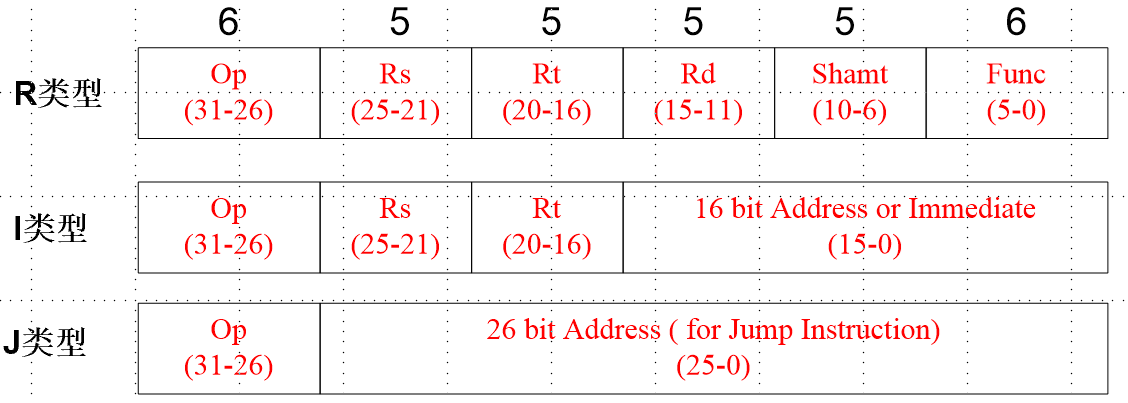 6 5 5 5 5 6
R类型
Op Rs Rt Rd Shamt Func
(31-26) (25-21) (20-16) (15-11) (10-6) (5-0)
I类型
Op Rs Rt 16 bit Address or Immediate
(31-26) (25-21) (20-16) (15-0)
J类型
Op 26 bit Address ( for Jump Instruction)
(31-26) (25-0)